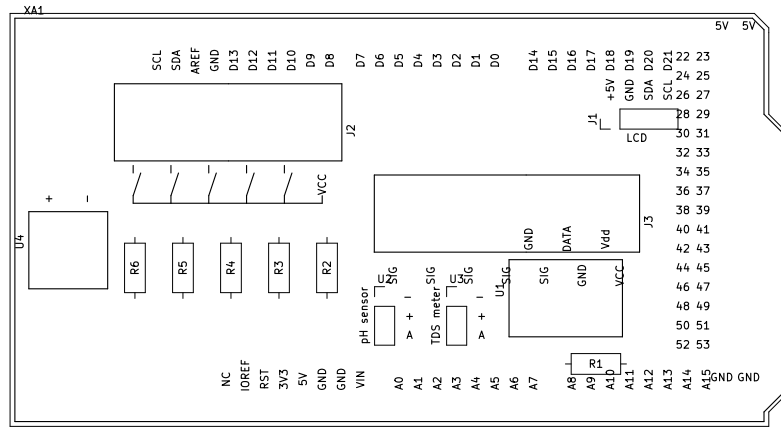 XA1
5V 5V
SCL SDA AREF GND D13 D12 D11 D10 D9 D8 D7 D6 D5 D4 D3 D2 D1 D0 D14 D15 D16 D17 D18 D19 D20 D21
22 23
24 25
26 27
28 29
30 31
32 33
34 35
36 37
38 39
40 41
42 43
44 45
46 47
48 49
50 51
52 53
+5V GND SDA SCL
J1
LCD
J2
VCC
+ -
U4
R6 R5 R4 R3 R2
J3
GND DATA Vdd
SIG SIG SIG SIG SIG GND VCC
U2 U3 U1
pH sensor
- + A
TDS meter
- + A
R1
NC IOREF RST 3V3 5V GND GND VIN A0 A1 A2 A3 A4 A5 A6 A7 A8 A9 A10 A11 A12 A13 A14 A15 GND GND